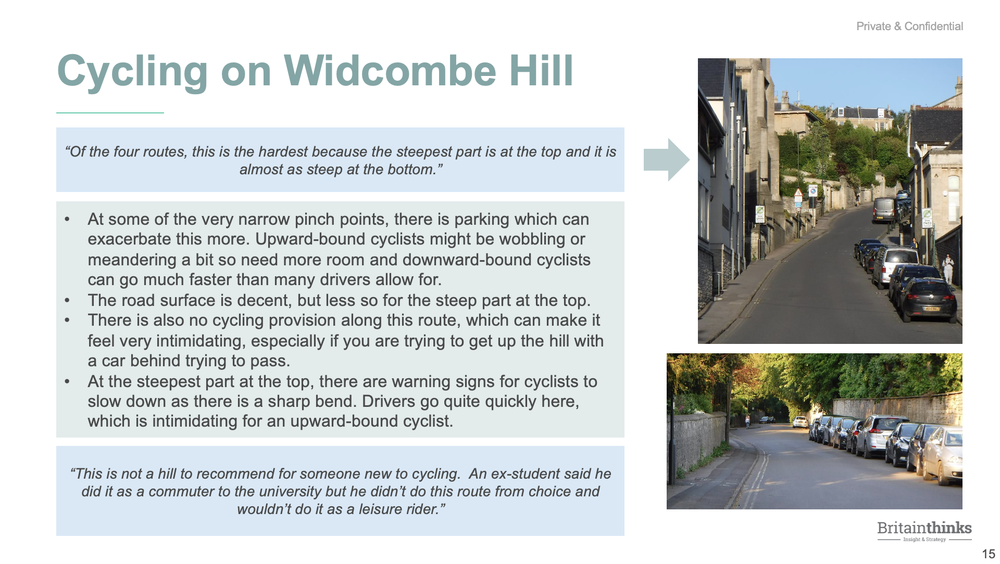 Private & Confidential
Cycling on Widcombe Hill
“Of the four routes, this is the hardest because the steepest part is at the top and it is
almost as steep at the bottom.”
• At some of the very narrow pinch points, there is parking which can
exacerbate this more. Upward-bound cyclists might be wobbling or
meandering a bit so need more room and downward-bound cyclists
can go much faster than many drivers allow for.
• The road surface is decent, but less so for the steep part at the top.
• There is also no cycling provision along this route, which can make it
feel very intimidating, especially if you are trying to get up the hill with
a car behind trying to pass.
• At the steepest part at the top, there are warning signs for cyclists to
slow down as there is a sharp bend. Drivers go quite quickly here,
which is intimidating for an upward-bound cyclist.
“This is not a hill to recommend for someone new to cycling.  An ex-student said he
did it as a commuter to the university but he didn’t do this route from choice and
wouldn’t do it as a leisure rider.”
Zone
ENDS
Zone
ENDS
Britainthinks
Insight & Strategy
15